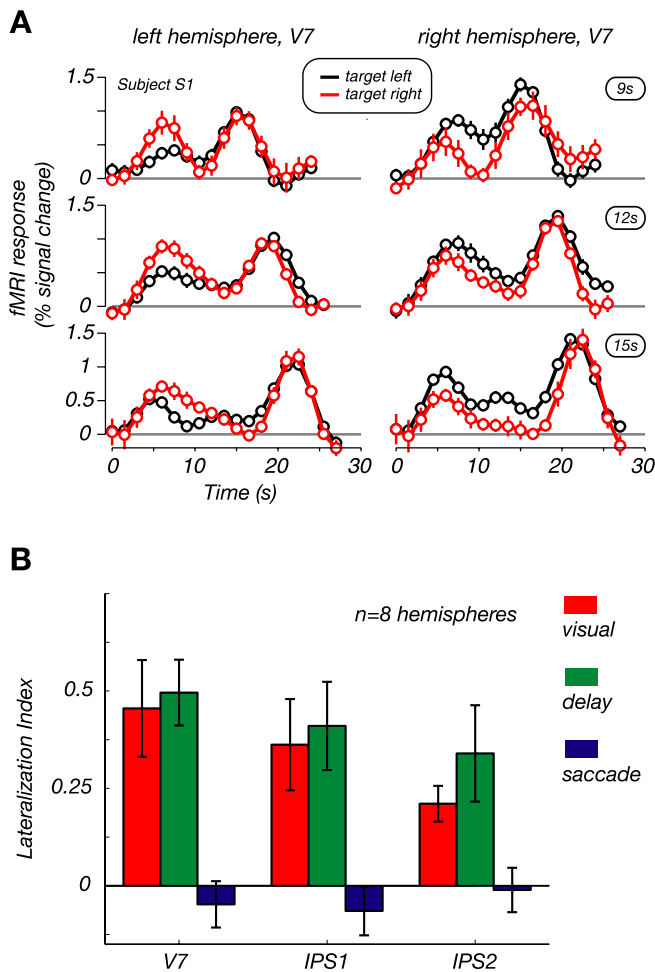 A
left hemisphere, V7
right hemisphere, V7
Subject S1
target left
target right
9s
12s
15s
fMRI response
(% signal change)
1.5
0
1.5
0
1.5
1
0.5
0
0
10
20
30
0
10
20
30
Time (s)
B
n=8 hemispheres
visual
delay
saccade
Lateralization Index
0.5
0.25
0
V7
IPS1
IPS2